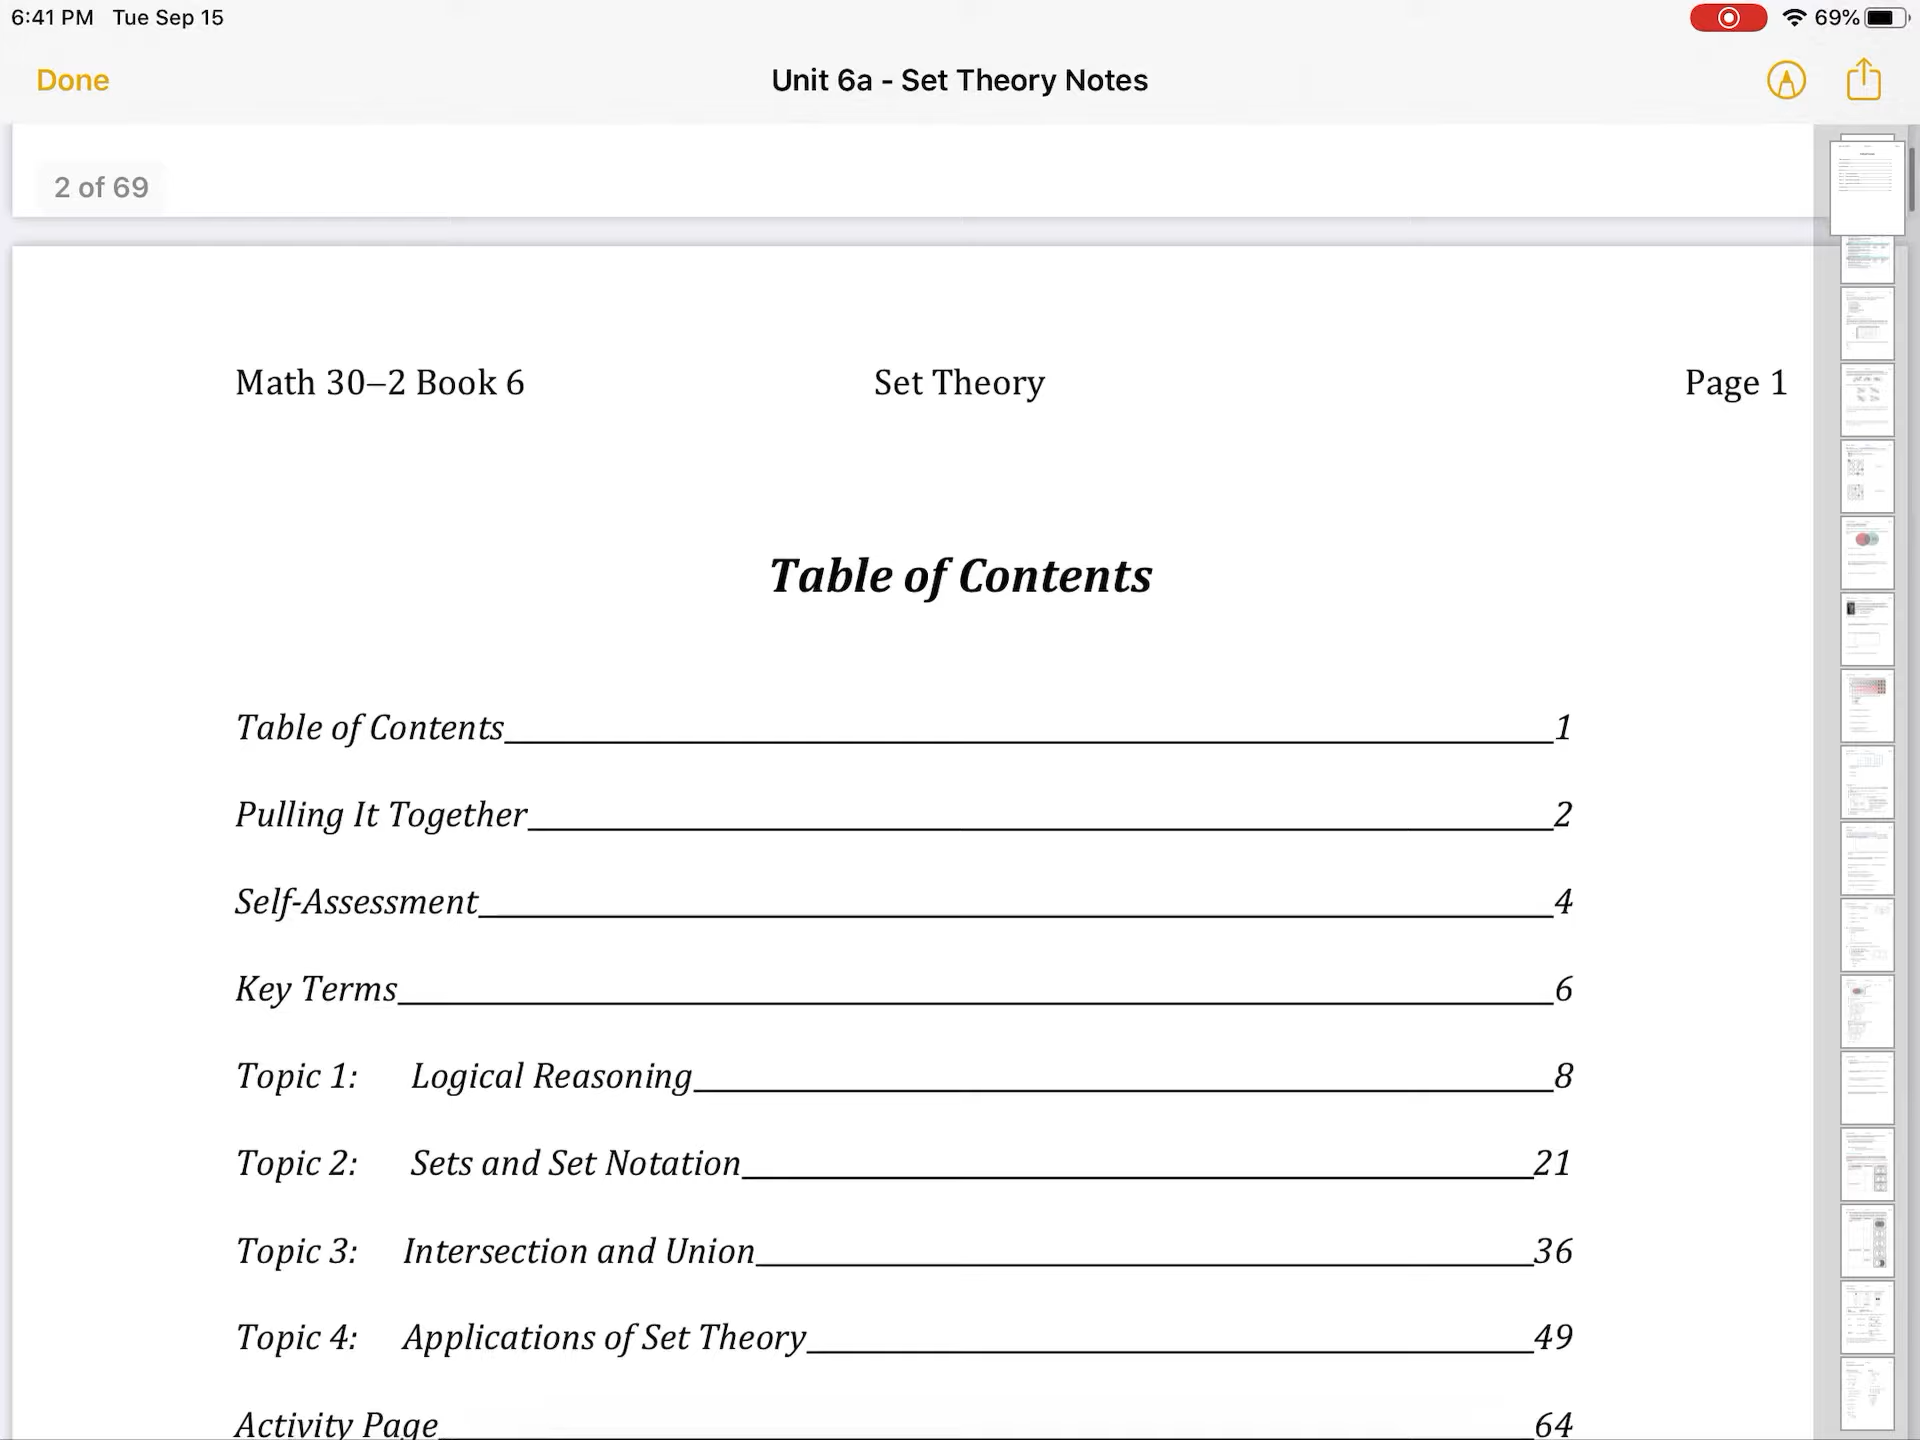 6:41 PM Tue Sep 15 69%
Done Unit 6a - Set Theory Notes
2 of 69
Math 30–2 Book 6 Set Theory Page 1
Table of Contents
Table of Contents 1
Pulling It Together 2
Self-Assessment 4
Key Terms 6
Topic 1: Logical Reasoning 8
Topic 2: Sets and Set Notation 21
Topic 3: Intersection and Union 36
Topic 4: Applications of Set Theory 49
Activity Page 64